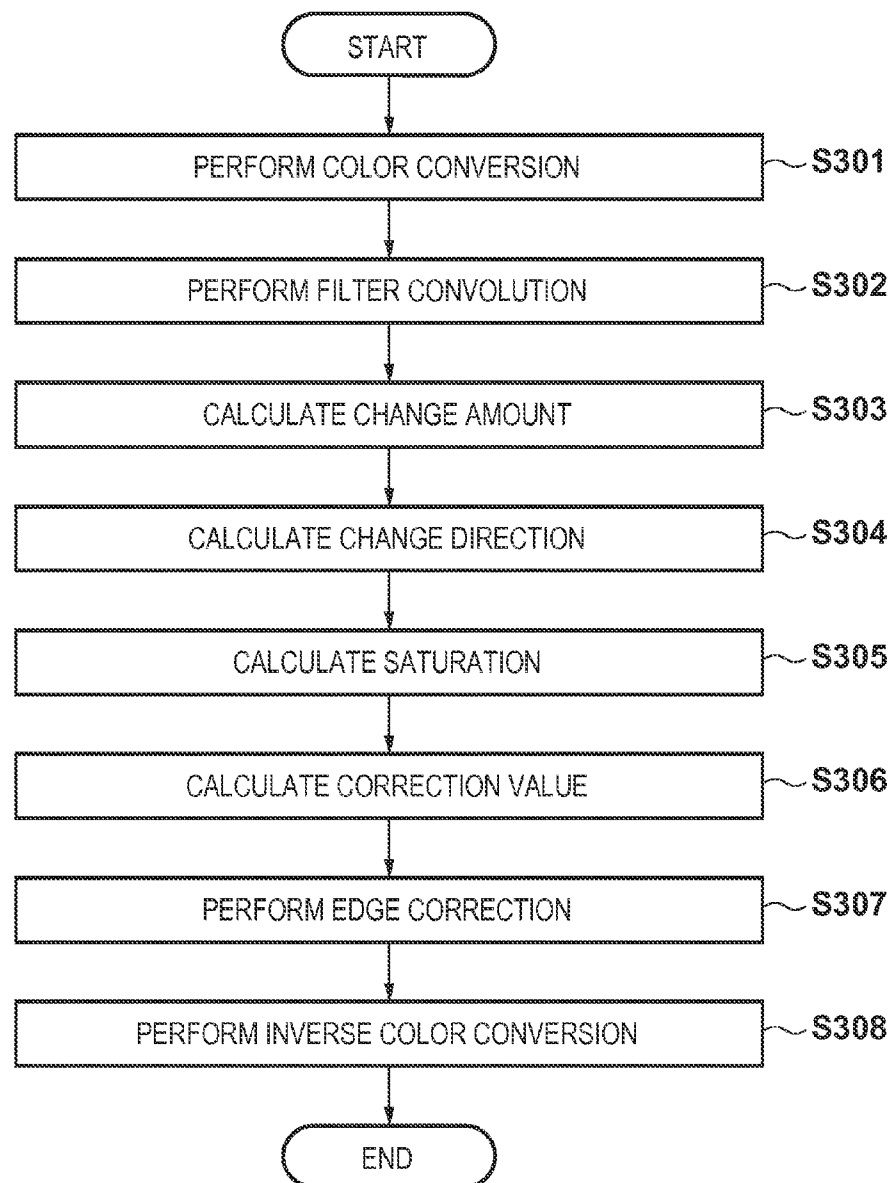 START
PERFORM COLOR CONVERSION S301
PERFORM FILTER CONVOLUTION S302
CALCULATE CHANGE AMOUNT S303
CALCULATE CHANGE DIRECTION S304
CALCULATE SATURATION S305
CALCULATE CORRECTION VALUE S306
PERFORM EDGE CORRECTION S307
PERFORM INVERSE COLOR CONVERSION S308
END